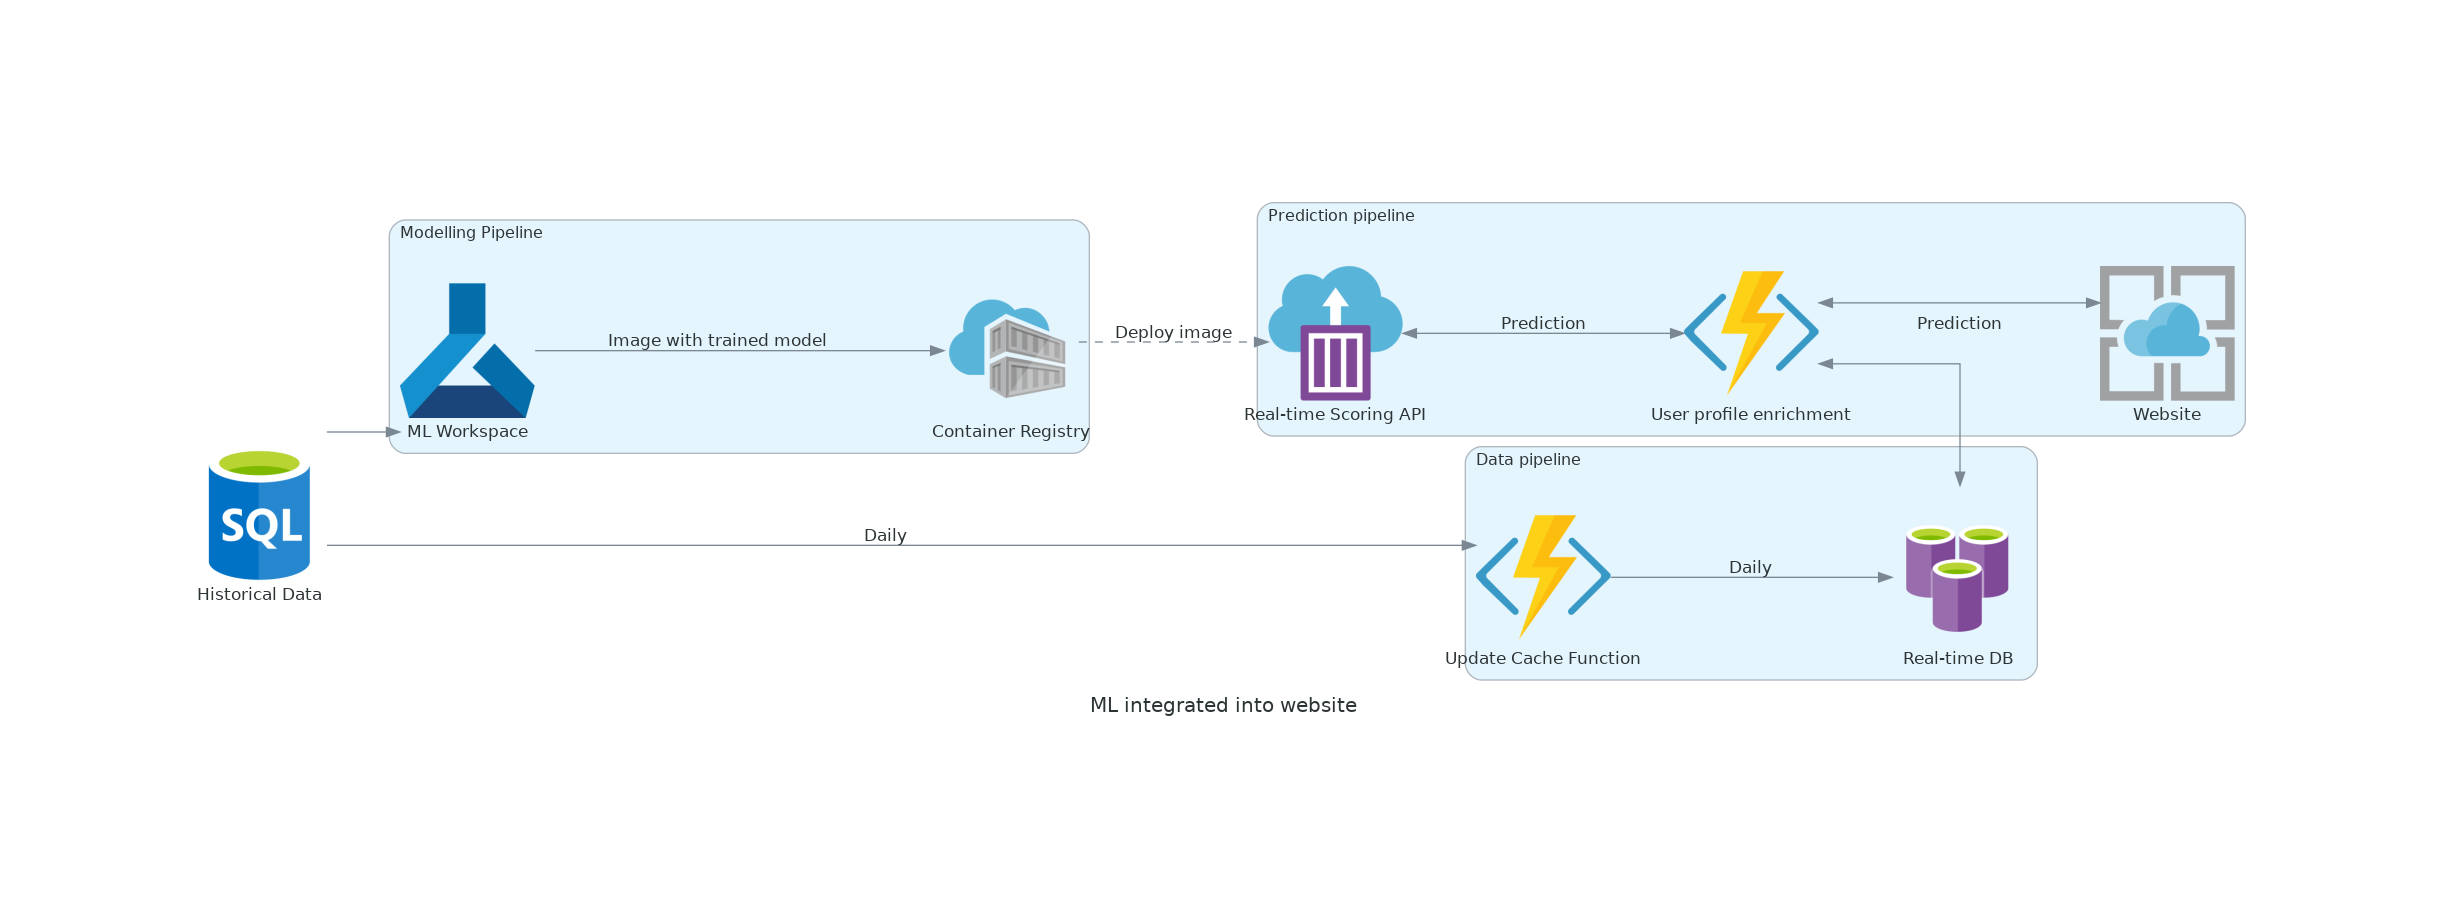 Prediction pipeline
Modelling Pipeline
Image with trained model
Deploy image
Prediction
Prediction
ML Workspace
Container Registry
Real-time Scoring API
User profile enrichment
Website
Data pipeline
SQL
Historical Data
Daily
Daily
Update Cache Function
Real-time DB
ML integrated into website